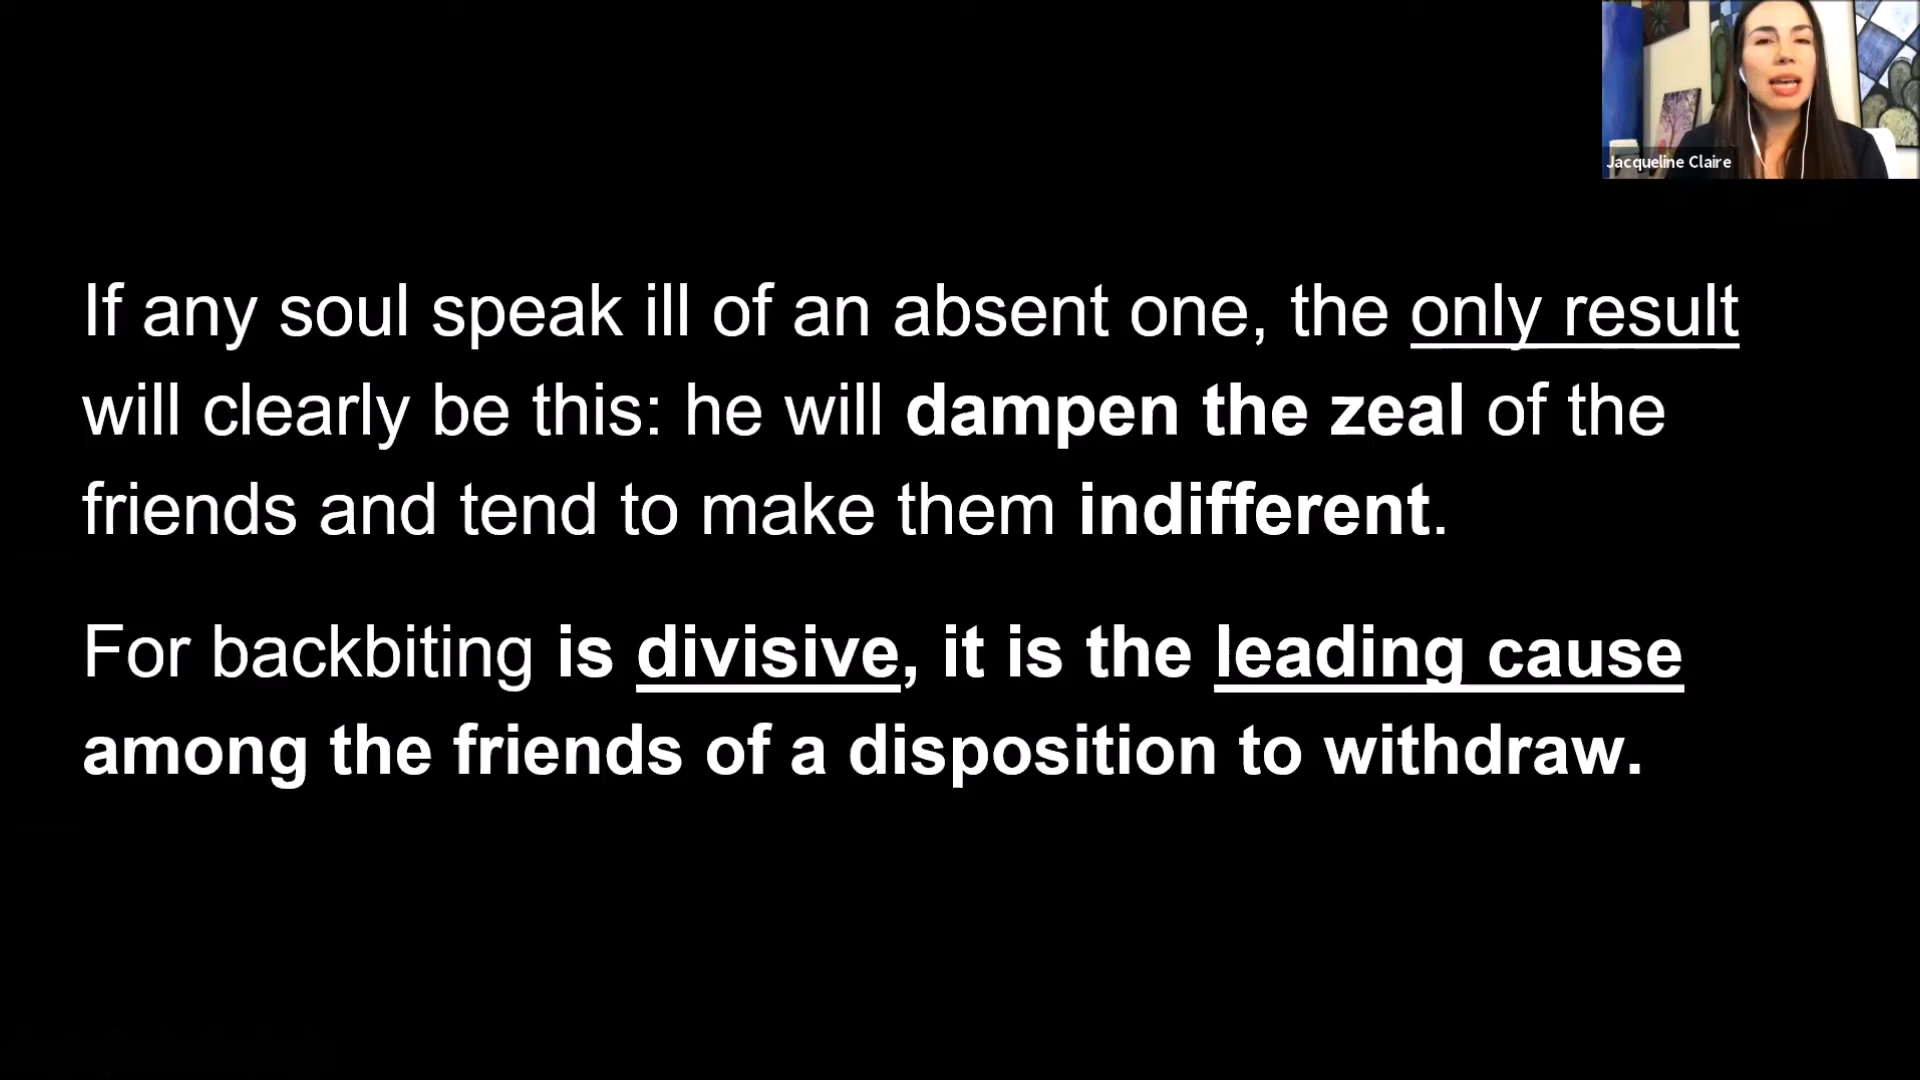 Jacqueline Claire
If any soul speak ill of an absent one, the only result
will clearly be this: he will dampen the zeal of the
friends and tend to make them indifferent.
For backbiting is divisive, it is the leading cause
among the friends of a disposition to withdraw.